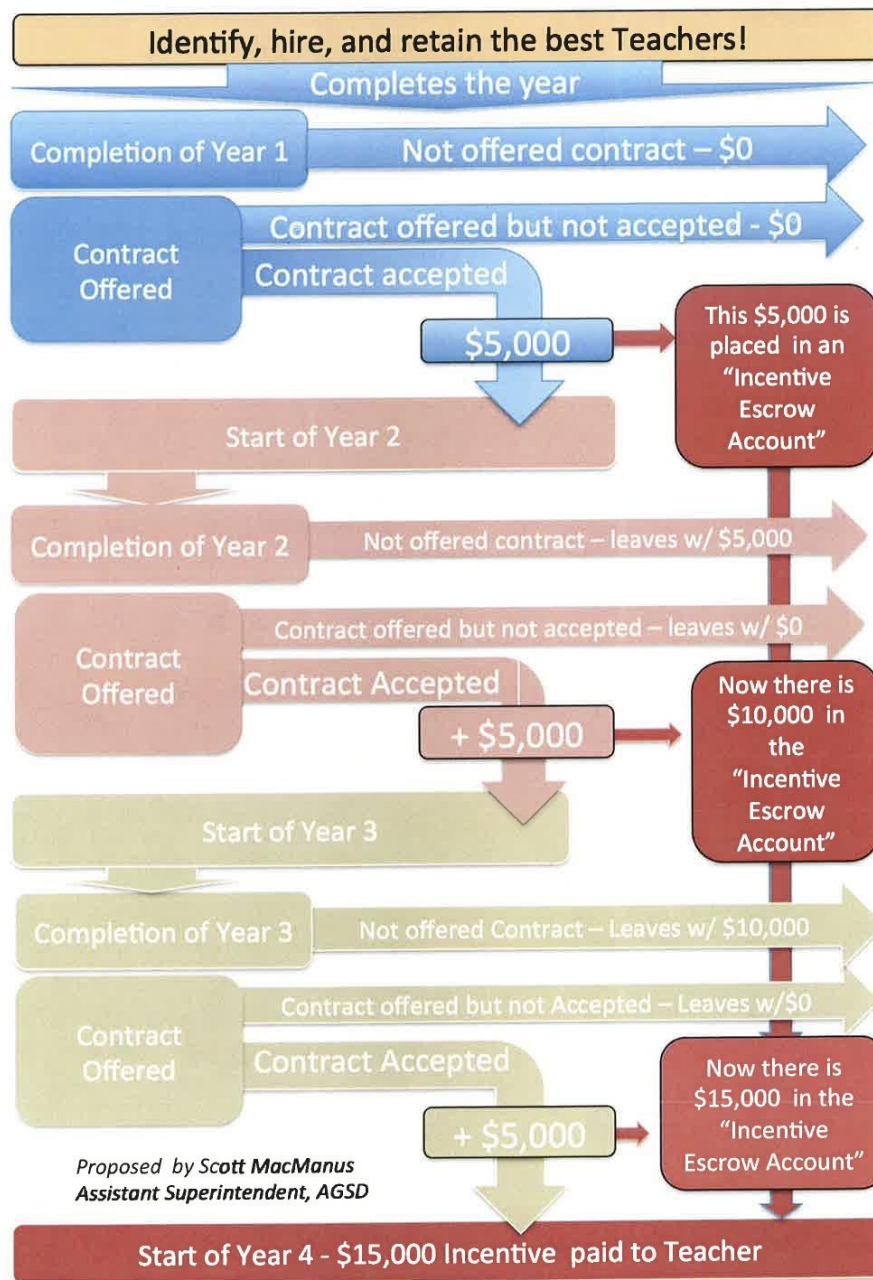 Identify, hire, and retain the best Teachers!
Completes the year
Completion of Year 1
Not offered contract – $0
Contract offered but not accepted - $0
Contract
Offered
Contract accepted
$5,000
This $5,000 is
placed in an
“Incentive
Escrow
Account”
Start of Year 2
Completion of Year 2
Not offered contract – leaves w/ $5,000
Contract offered but not accepted – leaves w/ $0
Contract
Offered
Contract Accepted
+ $5,000
Now there is
$10,000 in
the
“Incentive
Escrow
Account”
Start of Year 3
Completion of Year 3
Not offered Contract – Leaves w/ $10,000
Contract offered but not Accepted – Leaves w/$0
Contract
Offered
Contract Accepted
+ $5,000
Now there is
$15,000 in the
“Incentive
Escrow Account”
Proposed by Scott MacManus
Assistant Superintendent, AGSD
Start of Year 4 - $15,000 Incentive paid to Teacher